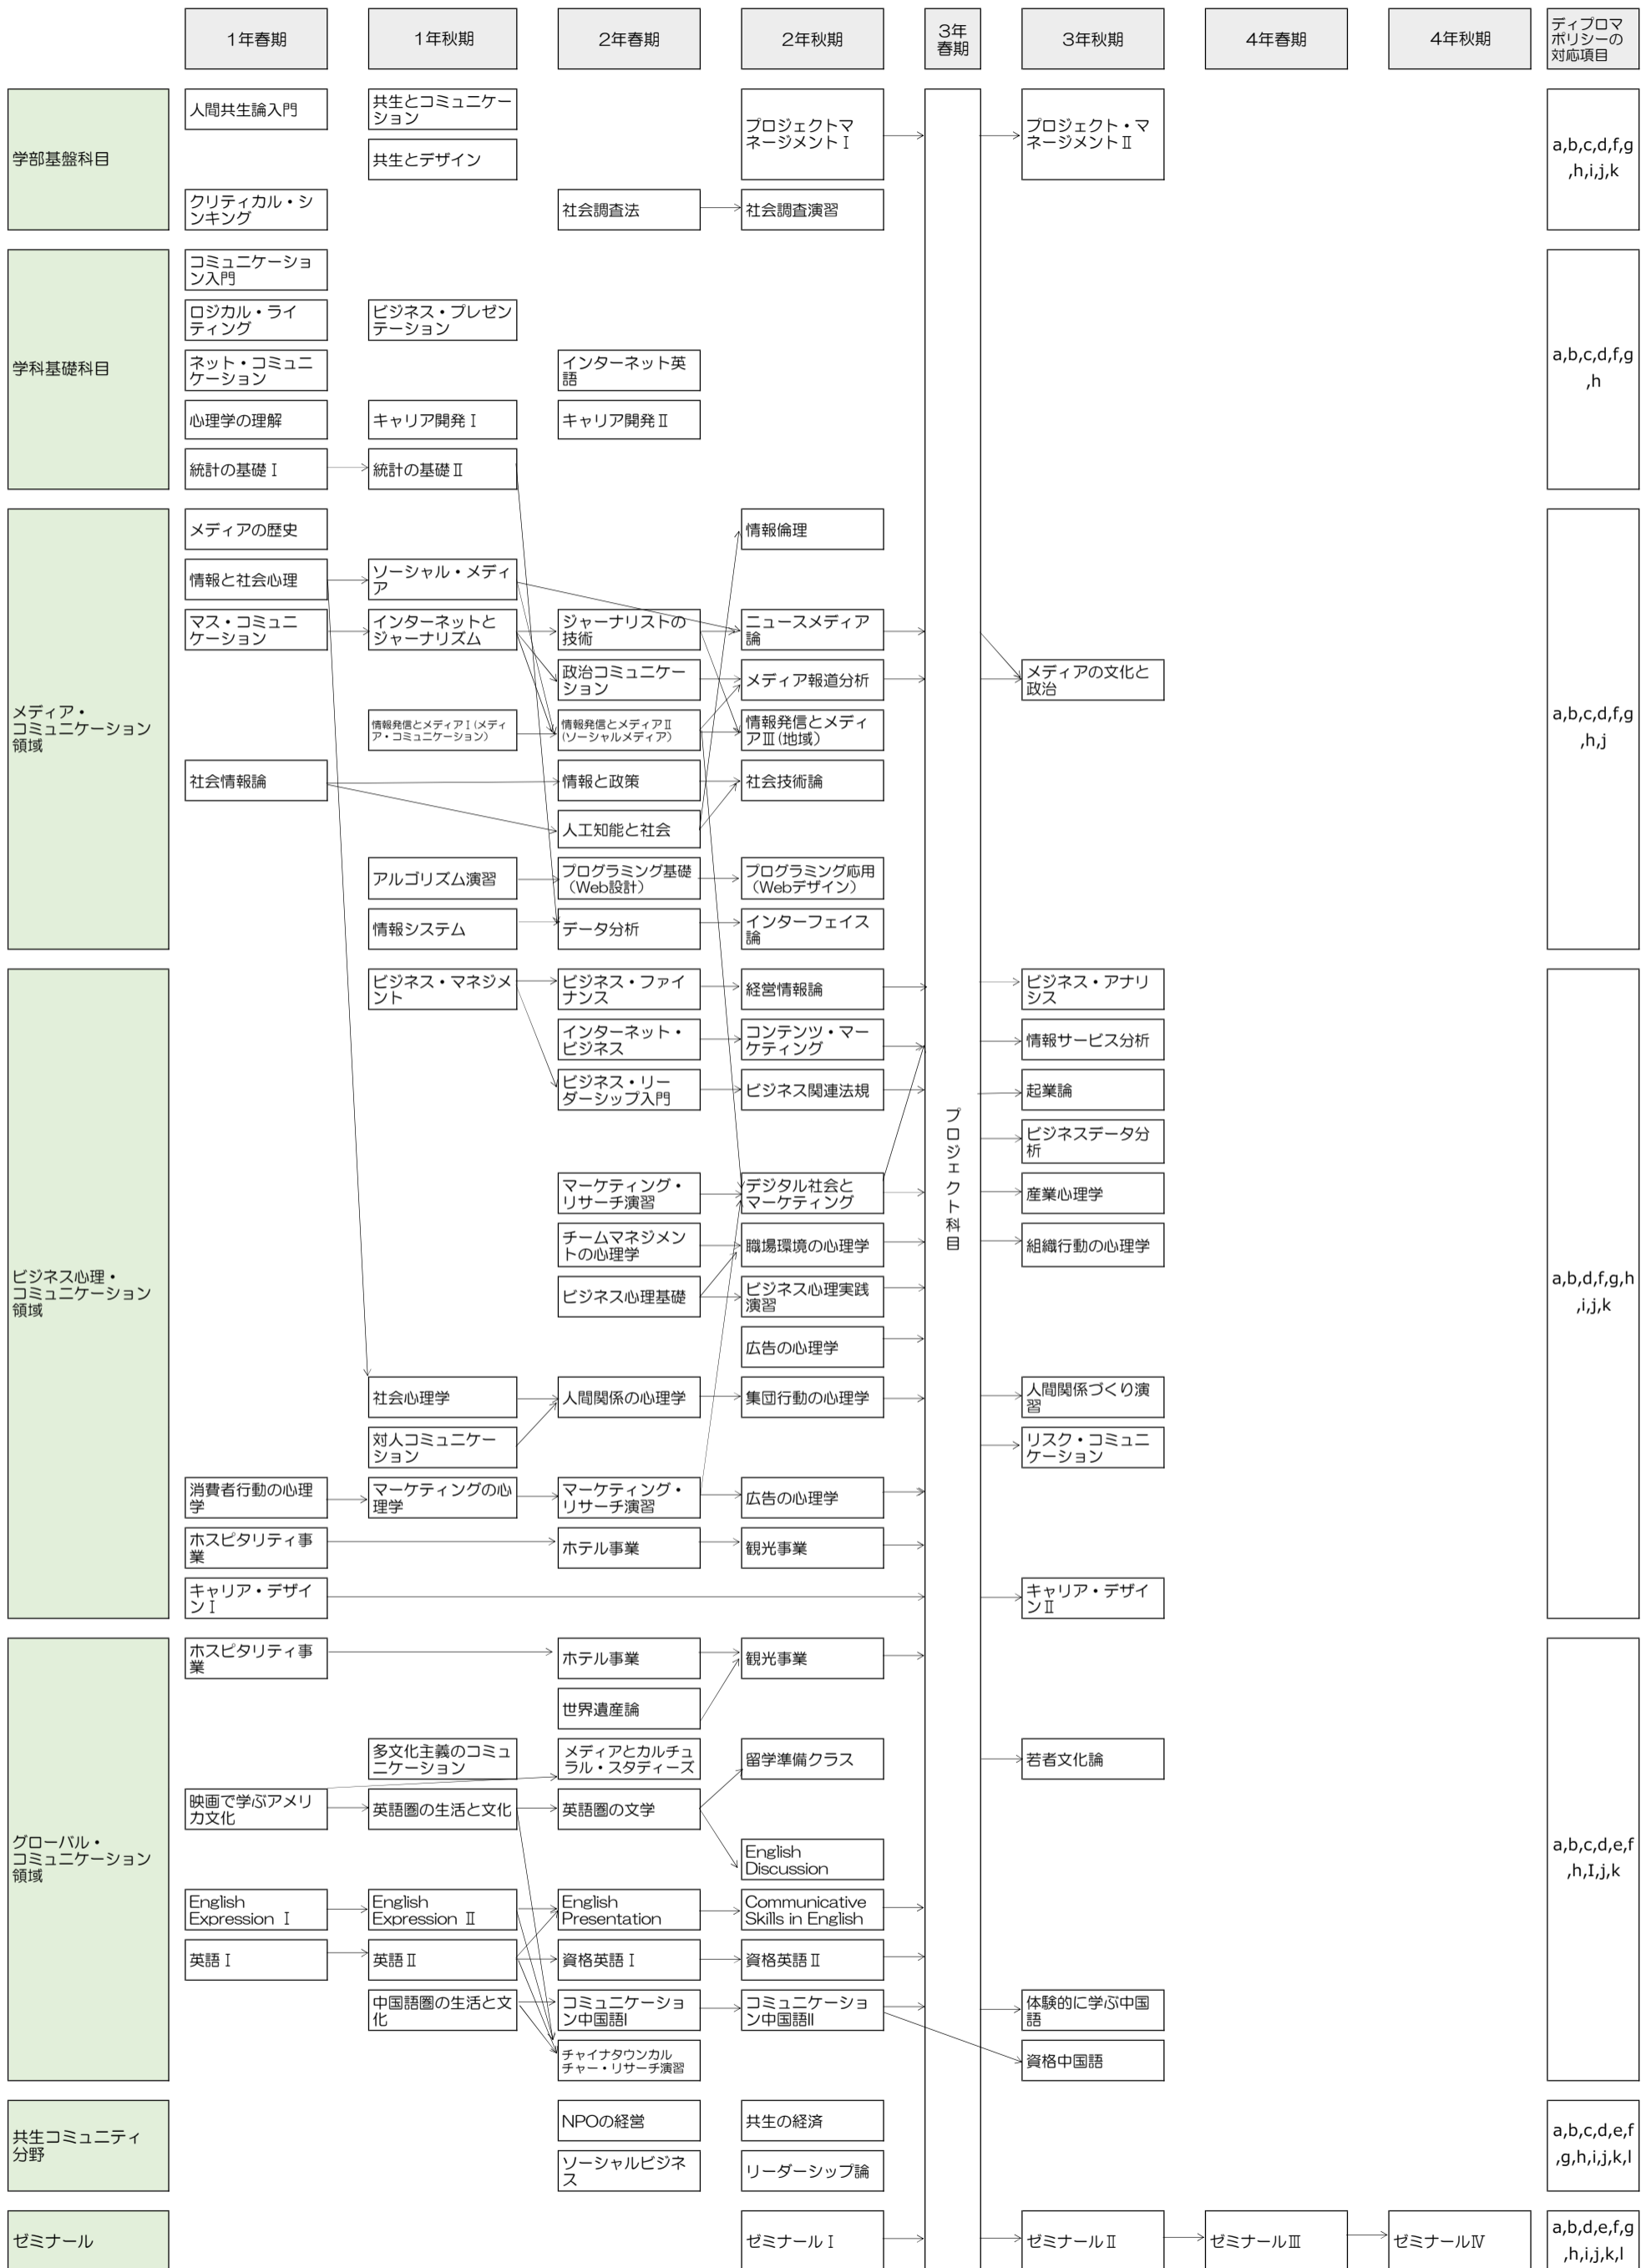 1年春期
1年秋期
2年春期
2年秋期
3年
春期
3年秋期
4年春期
4年秋期
ディプロマ
ポリシーの
対応項目
学部基盤科目
人間共生論入門
共生とコミュニケー
ション
プロジェクトマ
ネージメントⅠ
プロジェクト・マ
ネージメントⅡ
a,b,c,d,f,g
,h,i,j,k
共生とデザイン
クリティカル・シ
ンキング
社会調査法
社会調査演習
学科基礎科目
コミュニケーショ
ン入門
a,b,c,d,f,g
,h
ロジカル・ライ
ティング
ビジネス・プレゼン
テーション
ネット・コミュニ
ケーション
インターネット英
語
心理学の理解
キャリア開発Ⅰ
キャリア開発Ⅱ
統計の基礎Ⅰ
統計の基礎Ⅱ
メディア・
コミュニケーション
領域
メディアの歴史
情報倫理
a,b,c,d,f,g
,h,j
情報と社会心理
ソーシャル・メディ
ア
マス・コミュニ
ケーション
インターネットと
ジャーナリズム
ジャーナリストの
技術
ニュースメディア
論
政治コミュニケー
ション
メディア報道分析
メディアの文化と
政治
情報発信とメディアⅠ(メディ
ア・コミュニケーション)
情報発信とメディアⅡ
(ソーシャルメディア)
情報発信とメディ
アⅢ(地域)
社会情報論
情報と政策
社会技術論
人工知能と社会
アルゴリズム演習
プログラミング基礎
(Web設計)
プログラミング応用
(Webデザイン)
情報システム
データ分析
インターフェイス
論
ビジネス心理・
コミュニケーション
領域
ビジネス・マネジメ
ント
ビジネス・ファイ
ナンス
経営情報論
ビジネス・アナリ
シス
a,b,d,f,g,h
,i,j,k
インターネット・
ビジネス
コンテンツ・マー
ケティング
情報サービス分析
ビジネス・リー
ダーシップ入門
ビジネス関連法規
起業論
プロジェクト科目
ビジネスデータ分
析
マーケティング・
リサーチ演習
デジタル社会と
マーケティング
産業心理学
チームマネジメン
トの心理学
職場環境の心理学
組織行動の心理学
ビジネス心理基礎
ビジネス心理実践
演習
広告の心理学
社会心理学
人間関係の心理学
集団行動の心理学
人間関係づくり演
習
対人コミュニケー
ション
リスク・コミュニ
ケーション
消費者行動の心理
学
マーケティングの心
理学
マーケティング・
リサーチ演習
広告の心理学
ホスピタリティ事
業
ホテル事業
観光事業
キャリア・デザイ
ンⅠ
キャリア・デザイ
ンⅡ
グローバル・
コミュニケーション
領域
ホスピタリティ事
業
ホテル事業
観光事業
a,b,c,d,e,f
,h,I,j,k
世界遺産論
多文化主義のコミュ
ニケーション
メディアとカルチュ
ラル・スタディーズ
留学準備クラス
若者文化論
映画で学ぶアメリ
カ文化
英語圏の生活と文化
英語圏の文学
English
Discussion
English
Expression Ⅰ
English
Expression Ⅱ
English
Presentation
Communicative
Skills in English
英語Ⅰ
英語Ⅱ
資格英語Ⅰ
資格英語Ⅱ
中国語圏の生活と文
化
コミュニケーショ
ン中国語I
コミュニケーショ
ン中国語II
体験的に学ぶ中国
語
チャイナタウンカル
チャー・リサーチ演習
資格中国語
共生コミュニティ
分野
NPOの経営
共生の経済
a,b,c,d,e,f
,g,h,i,j,k,l
ソーシャルビジネ
ス
リーダーシップ論
ゼミナール
ゼミナールⅠ
ゼミナールⅡ
ゼミナールⅢ
ゼミナールⅣ
a,b,d,e,f,g
,h,i,j,k,l